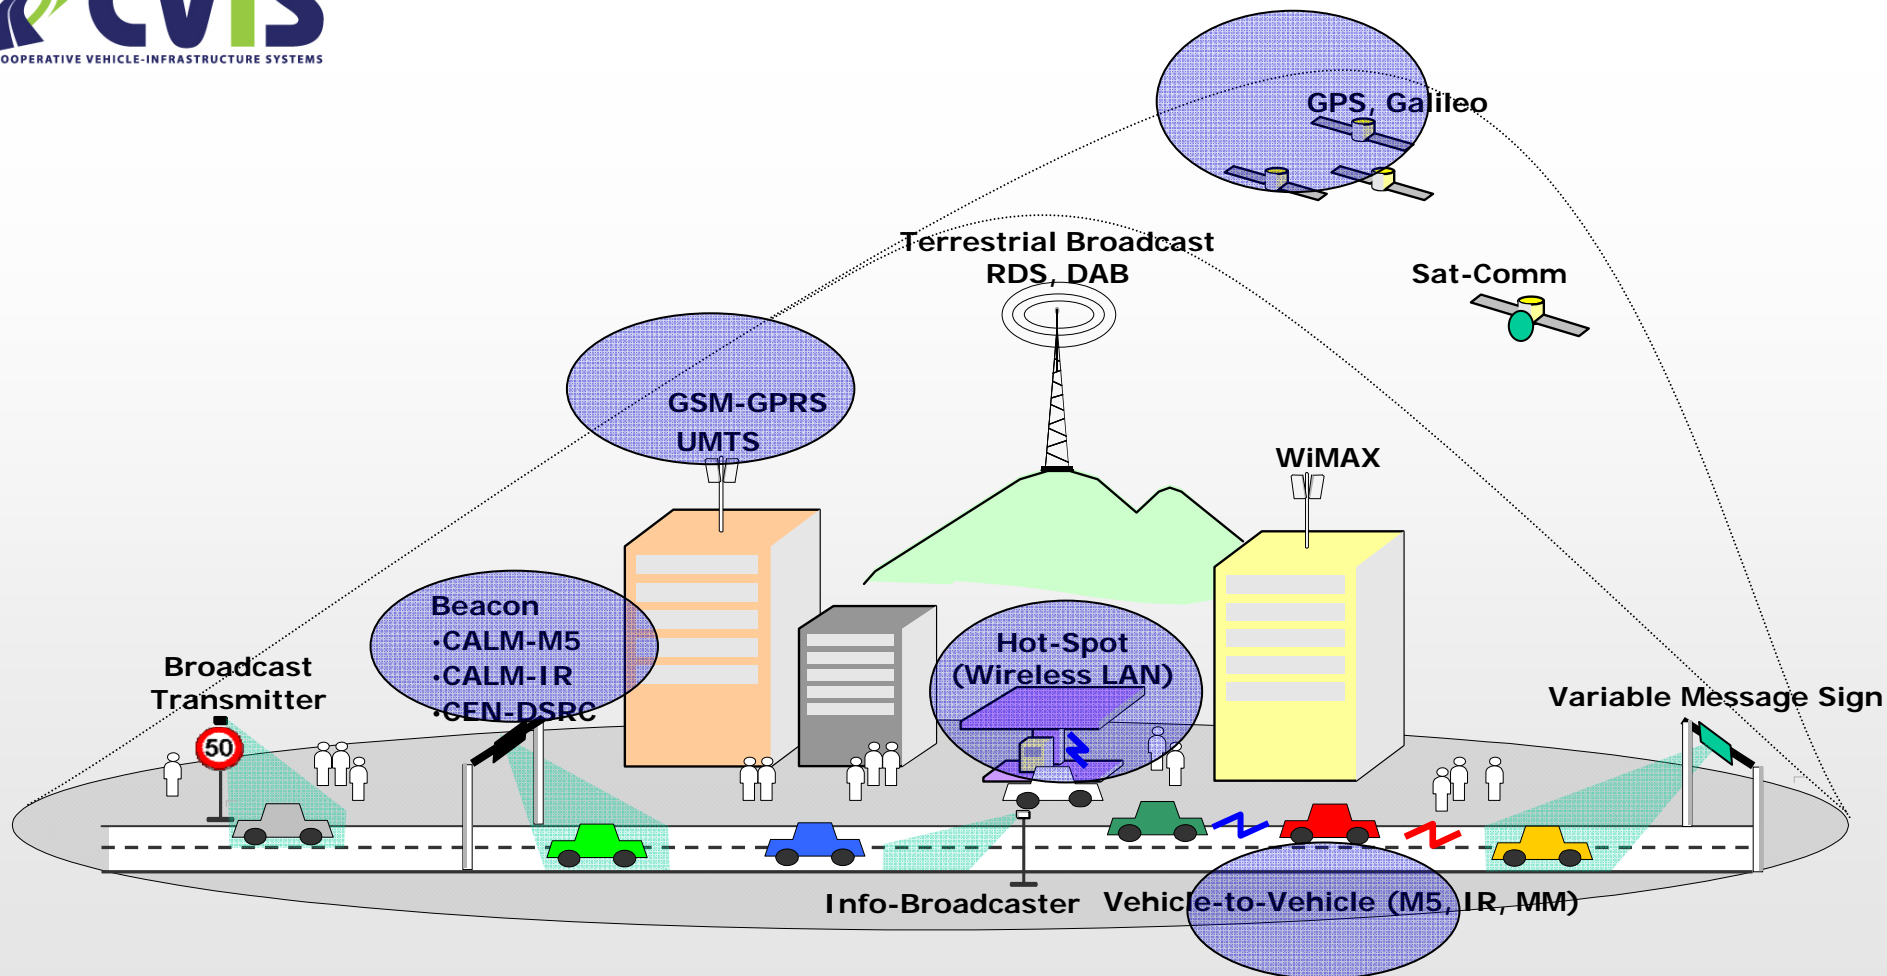 CVIS
OOPERATIVE VEHICLE-INFRASTRUCTURE SYSTEMS
GPS, Galileo
Terrestrial Broadcast
RDS, DAB
Sat-Comm
GSM-GPRS
UMTS
WiMAX
Beacon
•CALM-M5
•CALM-IR
•CEN-DSRC
Hot-Spot
(Wireless LAN)
Broadcast
Transmitter
Variable Message Sign
50
Info-Broadcaster
Vehicle-to-Vehicle (M5, IR, MM)